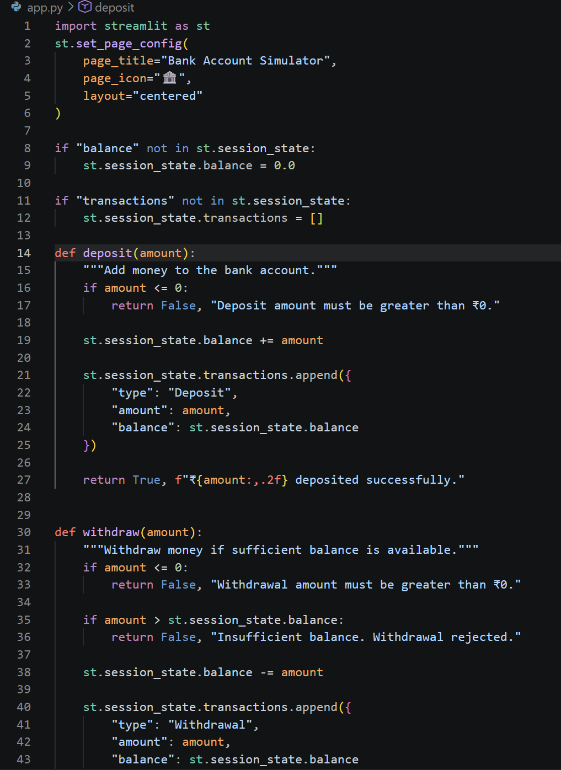 app.py > deposit
1 import streamlit as st
2 st.set_page_config(
3     page_title="Bank Account Simulator",
4     page_icon="🏦",
5     layout="centered"
6 )
7
8 if "balance" not in st.session_state:
9     st.session_state.balance = 0.0
10
11 if "transactions" not in st.session_state:
12     st.session_state.transactions = []
13
14 def deposit(amount):
15     """Add money to the bank account."""
16     if amount <= 0:
17         return False, "Deposit amount must be greater than ₹0."
18
19     st.session_state.balance += amount
20
21     st.session_state.transactions.append({
22         "type": "Deposit",
23         "amount": amount,
24         "balance": st.session_state.balance
25     })
26
27     return True, f"₹{amount:,.2f} deposited successfully."
28
29
30 def withdraw(amount):
31     """Withdraw money if sufficient balance is available."""
32     if amount <= 0:
33         return False, "Withdrawal amount must be greater than ₹0."
34
35     if amount > st.session_state.balance:
36         return False, "Insufficient balance. Withdrawal rejected."
37
38     st.session_state.balance -= amount
39
40     st.session_state.transactions.append({
41         "type": "Withdrawal",
42         "amount": amount,
43         "balance": st.session_state.balance